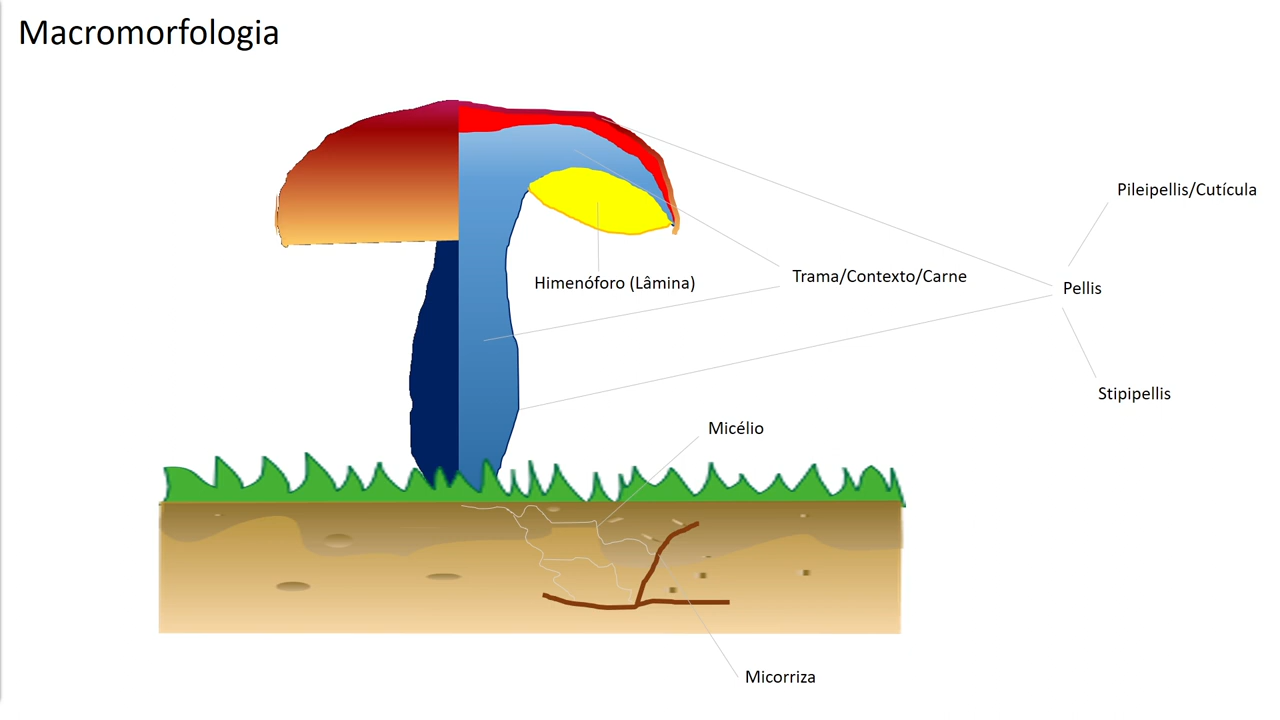 Macromorfologia
Pileipellis/Cutícula
Himenóforo (Lâmina)
Trama/Contexto/Carne
Pellis
Stipipellis
Micélio
Micorriza